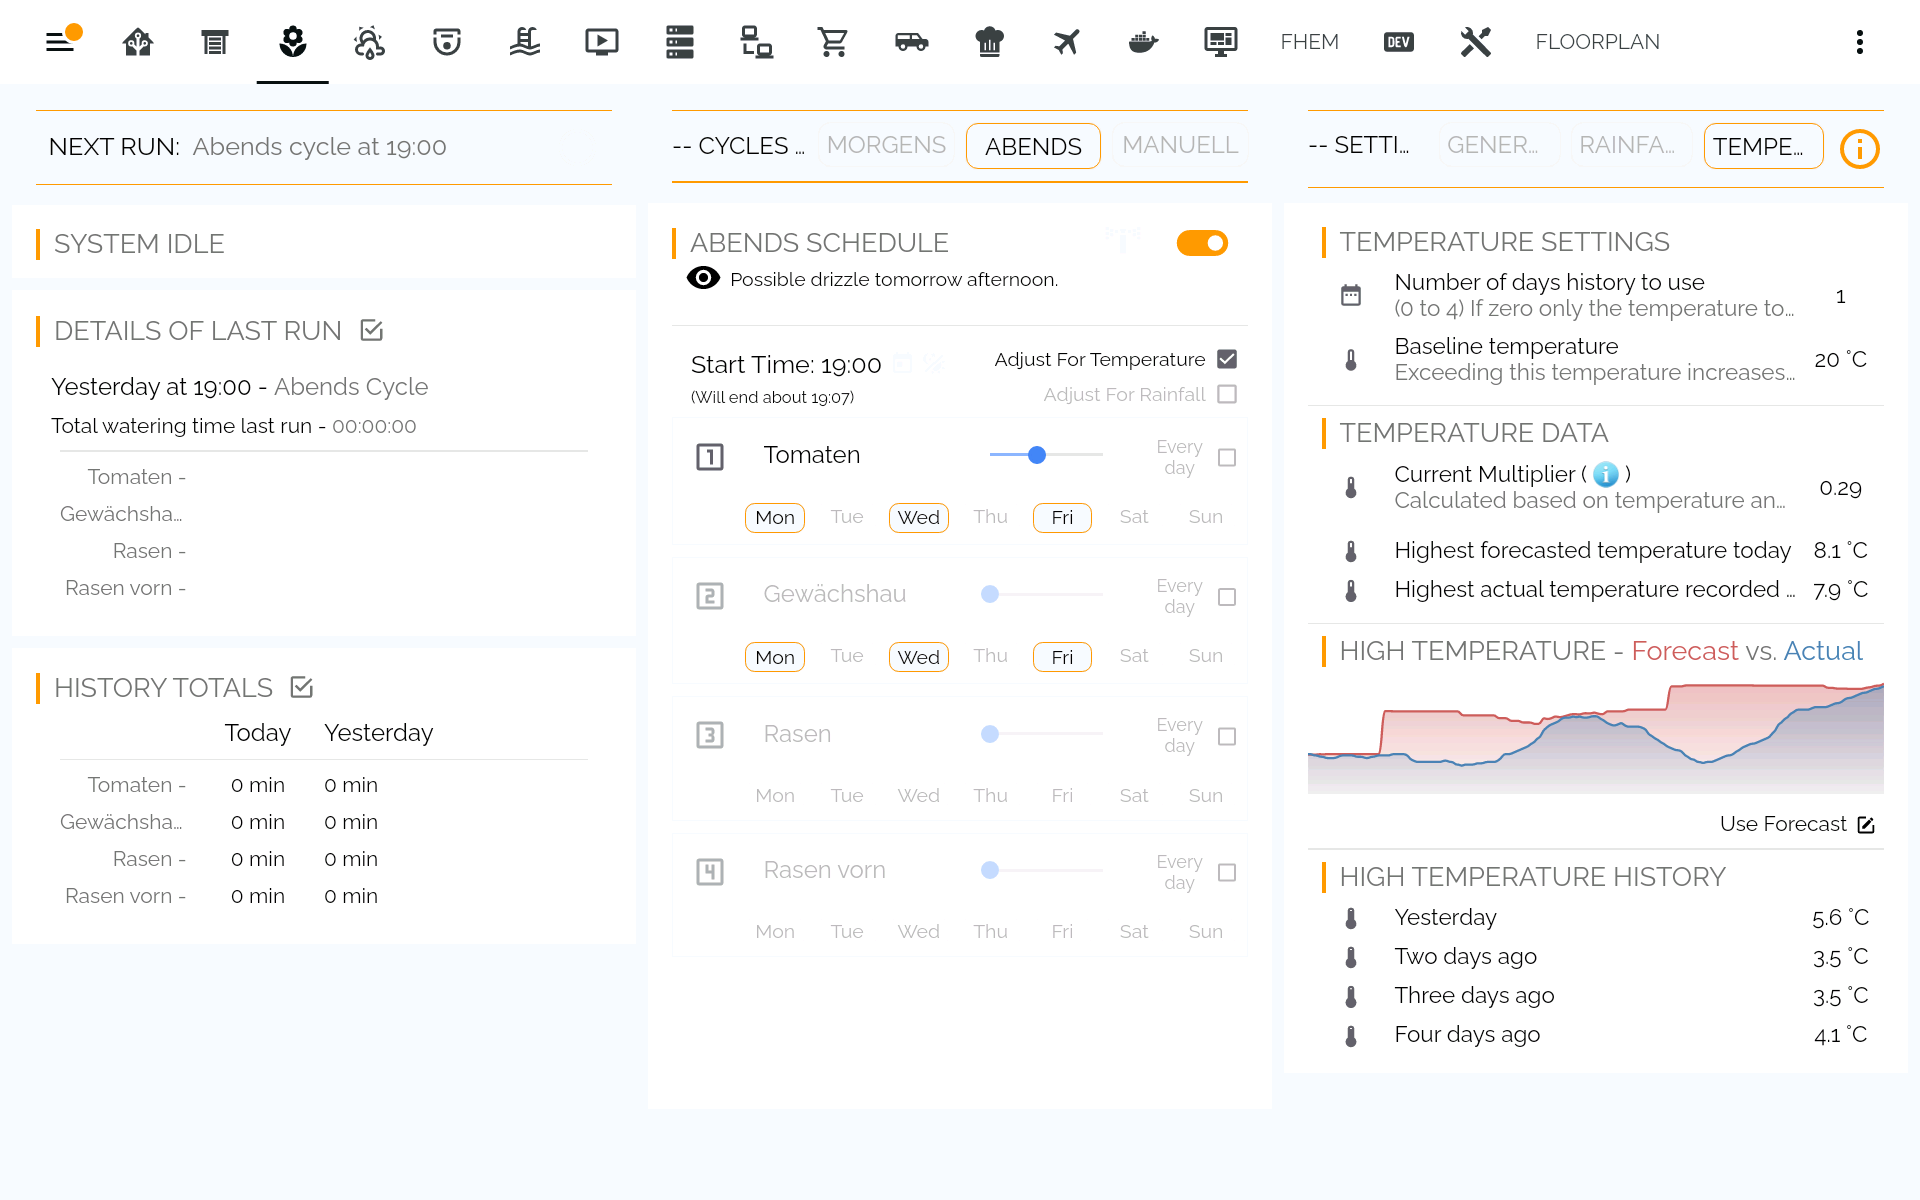 DEV
FHEM
FLOORPLAN
NEXT RUN: Abends cycle at 19:00
SYSTEM IDLE
DETAILS OF LAST RUN
Yesterday at 19:00 - Abends Cycle
Total watering time last run - 00:00:00
Tomaten -
Gewächsha...
Rasen -
Rasen vorn -
HISTORY TOTALS
Today Yesterday
Tomaten - 0 min 0 min
Gewächsha... 0 min 0 min
Rasen - 0 min 0 min
Rasen vorn - 0 min 0 min
-- CYCLES ... MORGENS ABENDS MANUELL
ABENDS SCHEDULE
Possible drizzle tomorrow afternoon.
Start Time: 19:00
Adjust For Temperature
(Will end about 19:07)
Adjust For Rainfall
1 Tomaten Every day
Mon Tue Wed Thu Fri Sat Sun
2 Gewächshau Every day
Mon Tue Wed Thu Fri Sat Sun
3 Rasen Every day
Mon Tue Wed Thu Fri Sat Sun
4 Rasen vorn Every day
Mon Tue Wed Thu Fri Sat Sun
-- SETTI... GENER... RAINFA... TEMPE...
TEMPERATURE SETTINGS
Number of days history to use 1
(0 to 4) If zero only the temperature to...
Baseline temperature 20 °C
Exceeding this temperature increases...
TEMPERATURE DATA
Current Multiplier ( i ) 0.29
Calculated based on temperature an...
Highest forecasted temperature today 8.1 °C
Highest actual temperature recorded ... 7.9 °C
HIGH TEMPERATURE - Forecast vs. Actual
Use Forecast
HIGH TEMPERATURE HISTORY
Yesterday 5.6 °C
Two days ago 3.5 °C
Three days ago 3.5 °C
Four days ago 4.1 °C